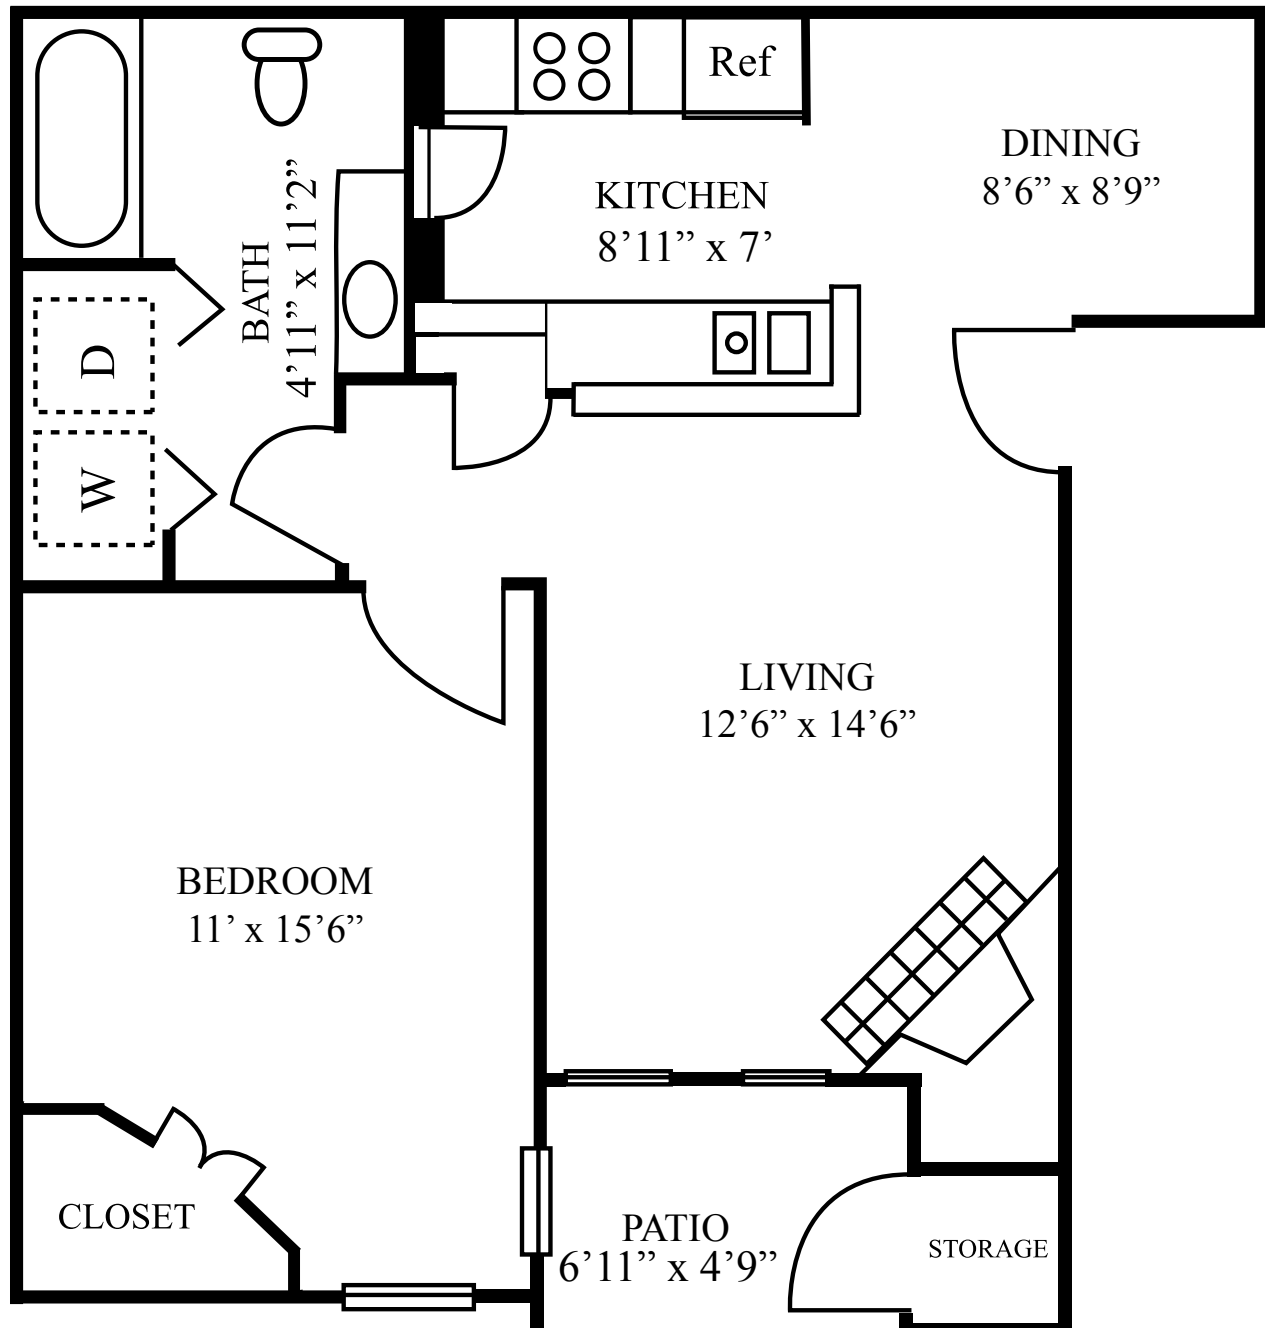 Ref
DINING
8’6” x 8’9”
KITCHEN
8’11” x 7’
BATH
4’11” x 11’2”
D
W
LIVING
12’6” x 14’6”
BEDROOM
11’ x 15’6”
CLOSET
PATIO
6’11” x 4’9”
STORAGE